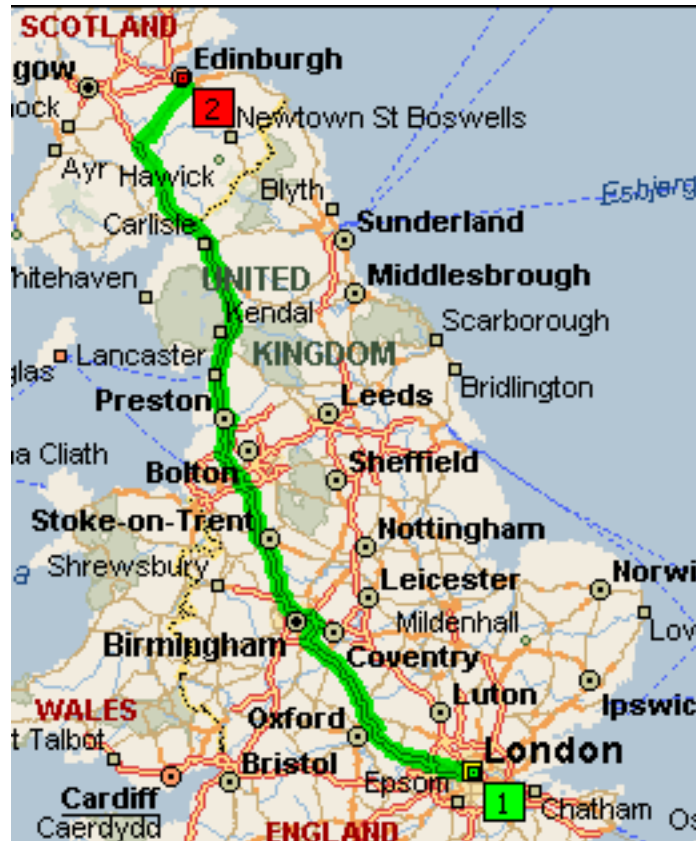 SCOTLAND
Edinburgh
gow
2
Newtown St Boswells
nock
Ayr
Hawick
Blyth
Esbjerg
Carlisle
Sunderland
hitehaven
UNITED
Middlesbrough
Kendal
Scarborough
Lancaster
KINGDOM
glas
Bridlington
Preston
Leeds
a Cliath
Bolton
Sheffield
Stoke-on-Trent
Nottingham
a
Shrewsbury
Leicester
Norwi
Mildenhall
Lov
Birmingham
Coventry
WALES
Luton
Ipswic
Oxford
t Talbot
London
Bristol
Epsom
1
Chatham
Cardiff
Caerdydd
ENGLAND
Os